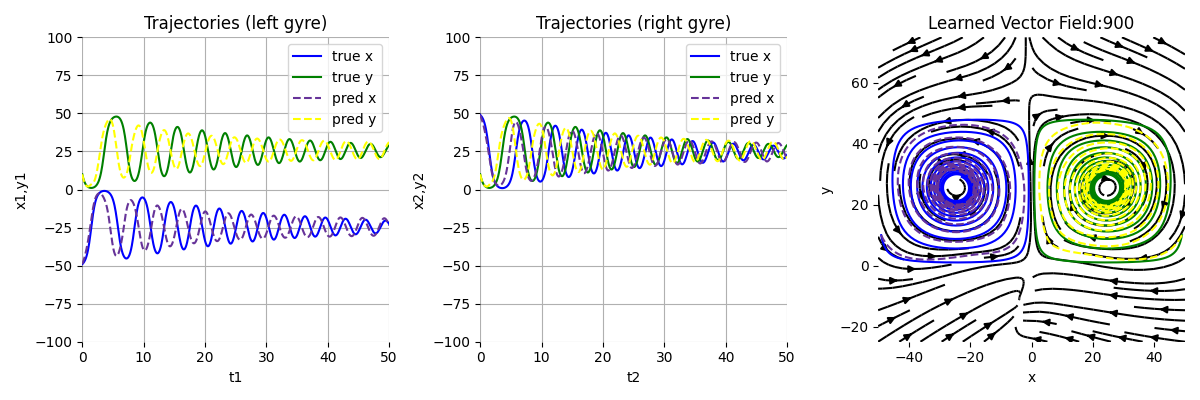 Trajectories (left gyre)
100
75
50
25
0
−25
−50
−75
−100
x1,y1
0 10 20 30 40 50
t1
true x
true y
pred x
pred y
Trajectories (right gyre)
100
75
50
25
0
−25
−50
−75
−100
x2,y2
0 10 20 30 40 50
t2
true x
true y
pred x
pred y
Learned Vector Field:900
60
40
20
0
−20
y
−40 −20 0 20 40
x